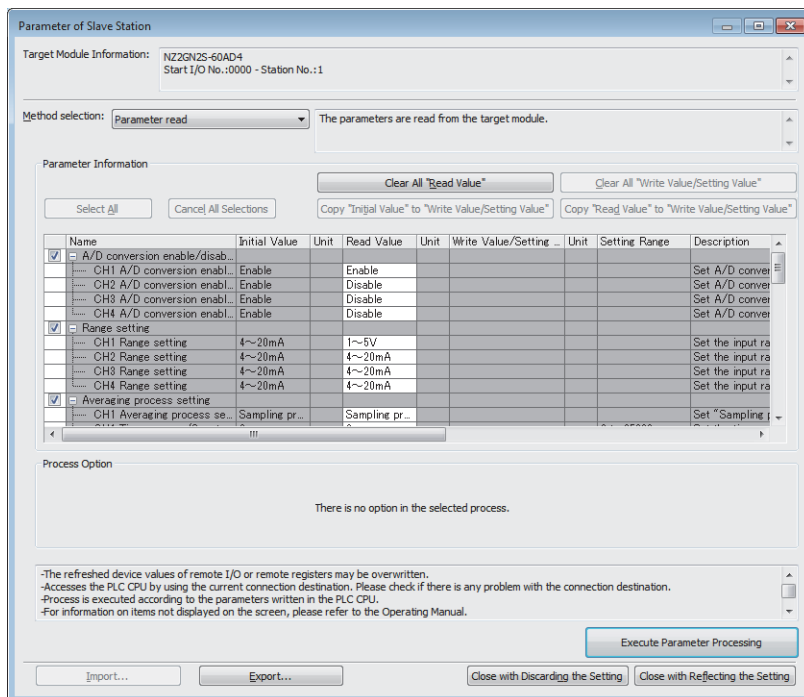 Parameter of Slave Station
Target Module Information:
NZ2GN2S-60AD4
Start I/O No.:0000 - Station No.:1
Method selection: Parameter read
The parameters are read from the target module.
Parameter Information
Clear All "Read Value" Clear All "Write Value/Setting Value"
Select All Cancel All Selections Copy "Initial Value" to "Write Value/Setting Value" Copy "Read Value" to "Write Value/Setting Value"
Name Initial Value Unit Read Value Unit Write Value/Setting ... Unit Setting Range Description
A/D conversion enable/disab...
CH1 A/D conversion enabl... Enable Enable Set A/D conver
CH2 A/D conversion enabl... Enable Disable Set A/D conver
CH3 A/D conversion enabl... Enable Disable Set A/D conver
CH4 A/D conversion enabl... Enable Disable Set A/D conver
Range setting
CH1 Range setting 4～20mA 1～5V Set the input ra
CH2 Range setting 4～20mA 4～20mA Set the input ra
CH3 Range setting 4～20mA 4～20mA Set the input ra
CH4 Range setting 4～20mA 4～20mA Set the input ra
Averaging process setting
CH1 Averaging process se... Sampling pr... Sampling pr... Set "Sampling p
Process Option
There is no option in the selected process.
-The refreshed device values of remote I/O or remote registers may be overwritten.
-Accesses the PLC CPU by using the current connection destination. Please check if there is any problem with the connection destination.
-Process is executed according to the parameters written in the PLC CPU.
-For information on items not displayed on the screen, please refer to the Operating Manual.
Execute Parameter Processing
Import... Export... Close with Discarding the Setting Close with Reflecting the Setting